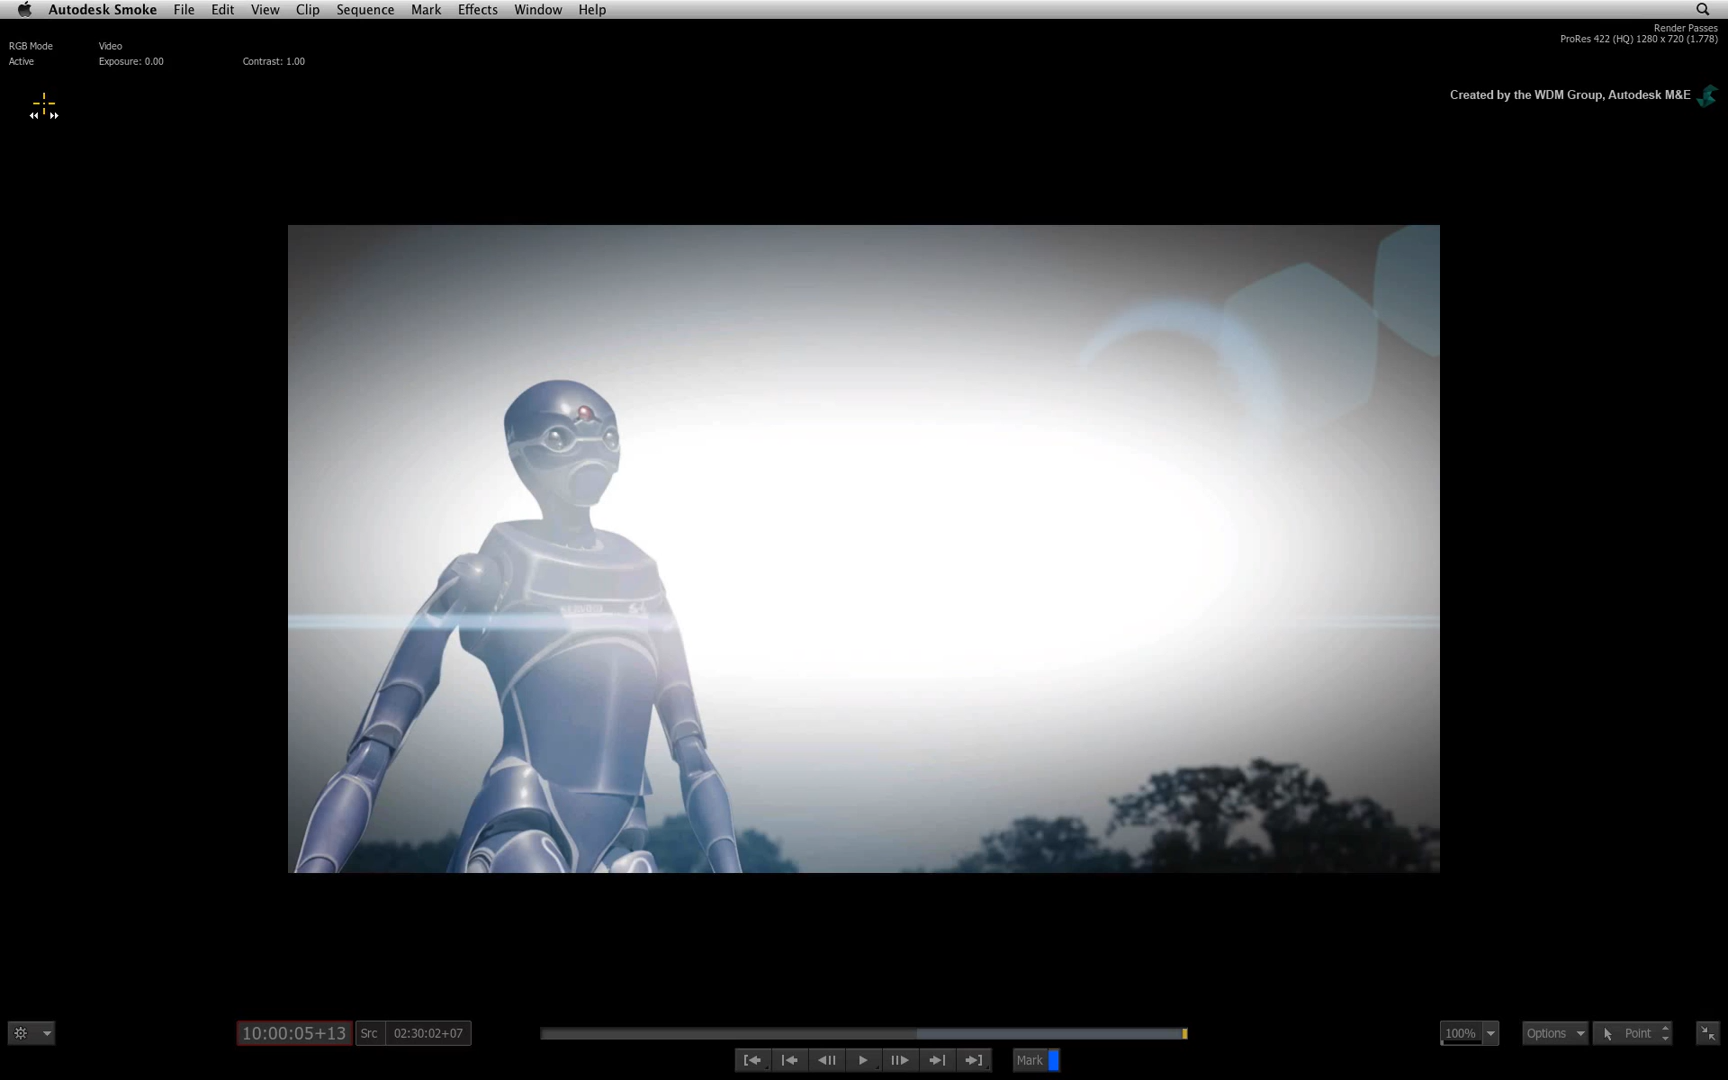 Autodesk Smoke File Edit View Clip Sequence Mark Effects Window Help
Render Passes
ProRes 422 (HQ) 1280 x 720 (1.778)
RGB Mode Video
Active Exposure: 0.00 Contrast: 1.00
Created by the WDM Group, Autodesk M&E
10:00:05+13 Src 02:30:02+07 100% Options Point
Mark